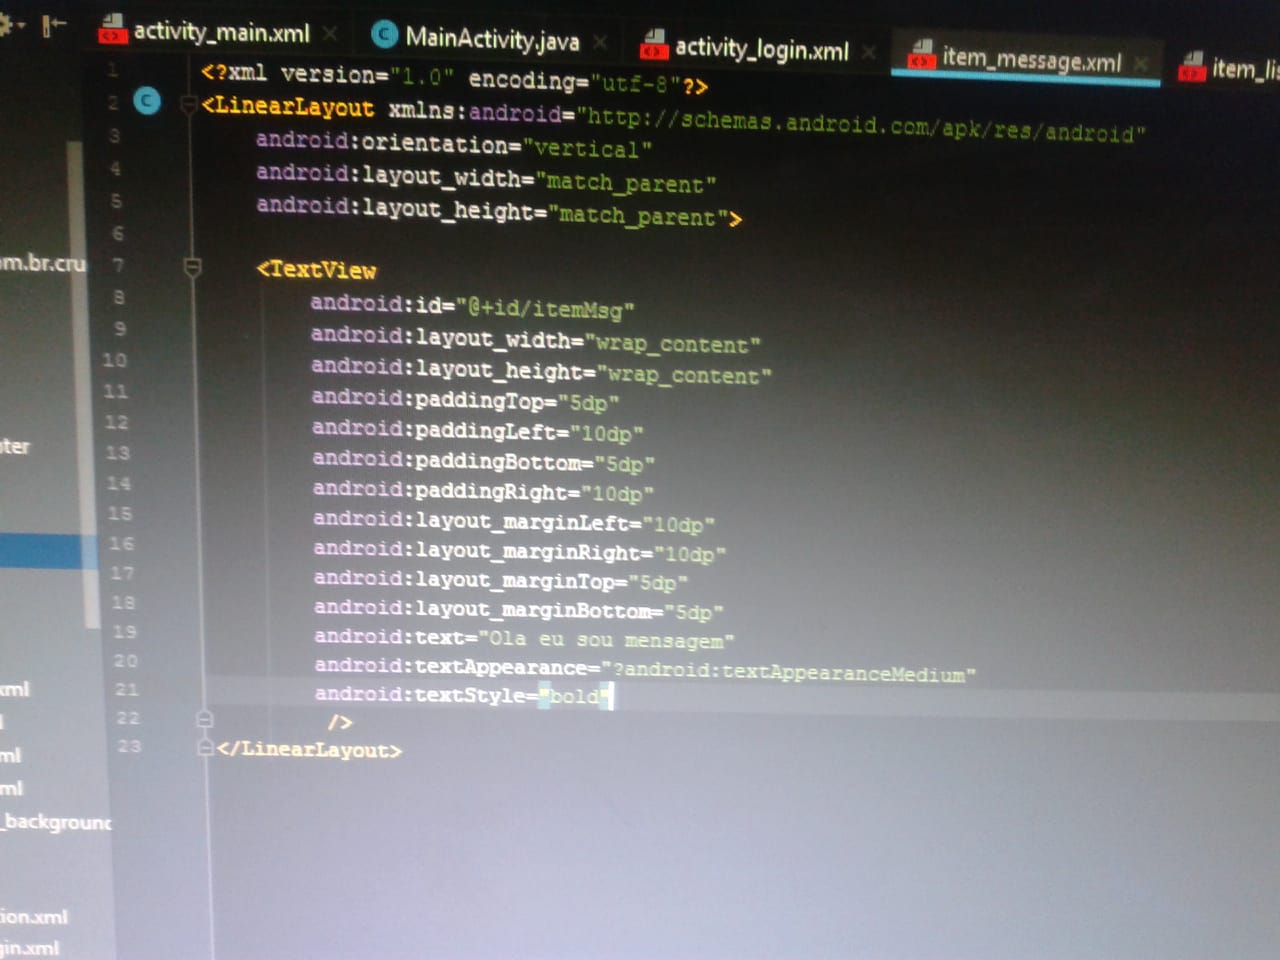 activity_main.xml MainActivity.java activity_login.xml item_message.xml item_lis
1 <?xml version="1.0" encoding="utf-8"?>
2 <LinearLayout xmlns:android="http://schemas.android.com/apk/res/android"
3 android:orientation="vertical"
4 android:layout_width="match_parent"
5 android:layout_height="match_parent">
6
7 <TextView
8 android:id="@+id/itemMsg"
9 android:layout_width="wrap_content"
10 android:layout_height="wrap_content"
11 android:paddingTop="5dp"
12 android:paddingLeft="10dp"
13 android:paddingBottom="5dp"
14 android:paddingRight="10dp"
15 android:layout_marginLeft="10dp"
16 android:layout_marginRight="10dp"
17 android:layout_marginTop="5dp"
18 android:layout_marginBottom="5dp"
19 android:text="Ola eu sou mensagem"
20 android:textAppearance="?android:textAppearanceMedium"
21 android:textStyle="bold"
22 />
23 </LinearLayout>
m.br.cru
ter
xml
ml
ml
_background
tion.xml
gin.xml